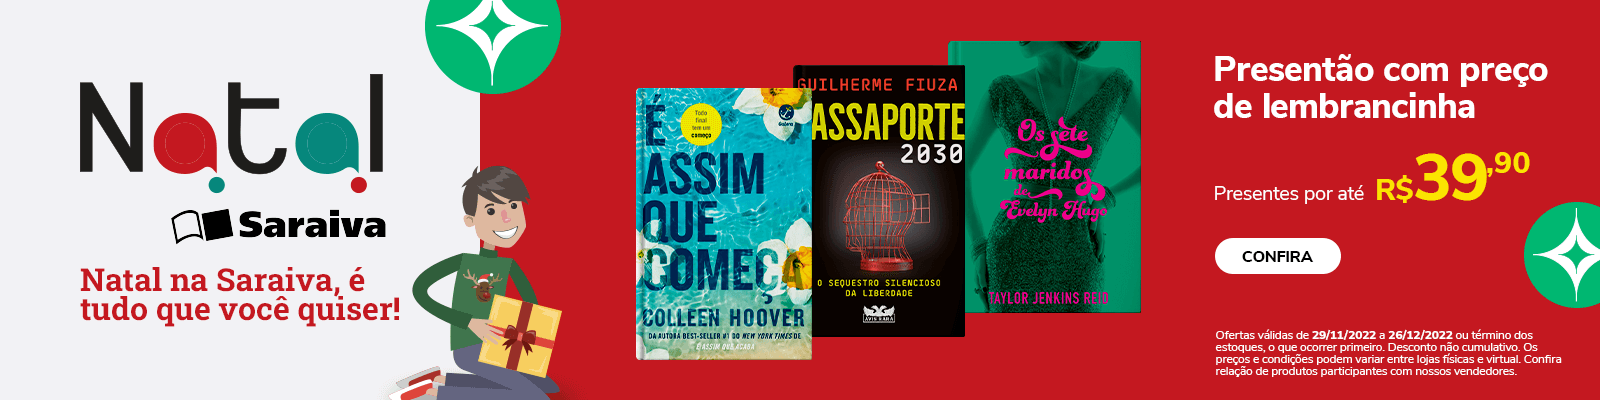 Natal
Saraiva
Natal na Saraiva, é
tudo que você quiser!
É
ASSIM
QUE
COMEÇA
Todo
final
tem um
começo
Galera
COLLEEN HOOVER
DA AUTORA BEST-SELLER #1 DO NEW YORK TIMES DE
É ASSIM QUE ACABA
GUILHERME FIUZA
ASSAPORTE
2030
O SEQUESTRO SILENCIOSO
DA LIBERDADE
AVIS RARA
Os sete
maridos
de
Evelyn Hugo
TAYLOR JENKINS REID
Presentão com preço
de lembrancinha
Presentes por até R$39,90
CONFIRA
Ofertas válidas de 29/11/2022 a 26/12/2022 ou término dos
estoques, o que ocorrer primeiro. Desconto não cumulativo. Os
preços e condições podem variar entre lojas físicas e virtual. Confira
relação de produtos participantes com nossos vendedores.